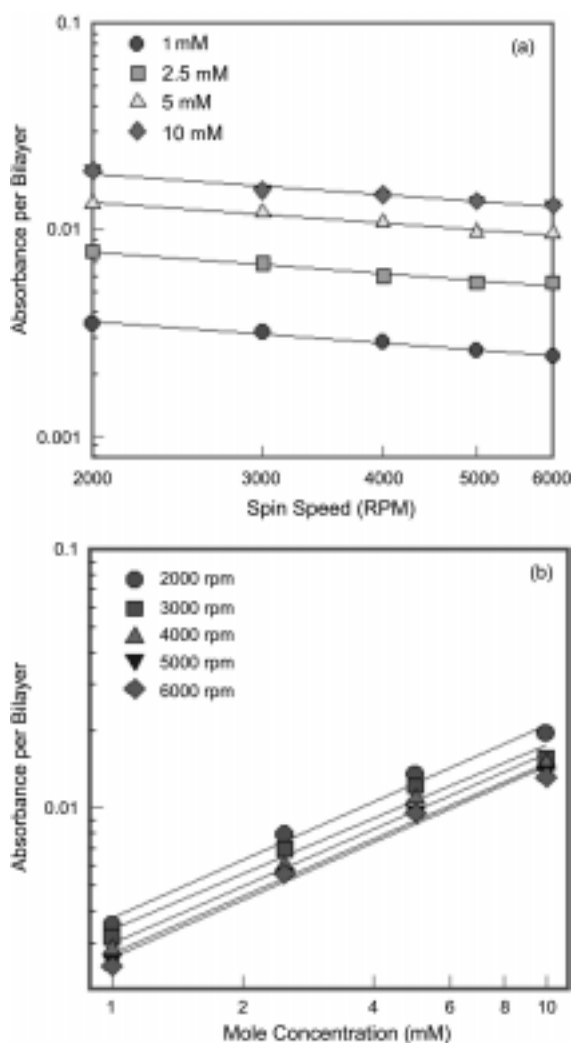 0.1
(a)
1 mM
2.5 mM
5 mM
10 mM
0.01
0.001
Absorbance per Bilayer
2000 3000 4000 5000 6000
Spin Speed (RPM)
0.1
(b)
2000 rpm
3000 rpm
4000 rpm
5000 rpm
6000 rpm
0.01
Absorbance per Bilayer
1 2 4 6 8 10
Mole Concentration (mM)